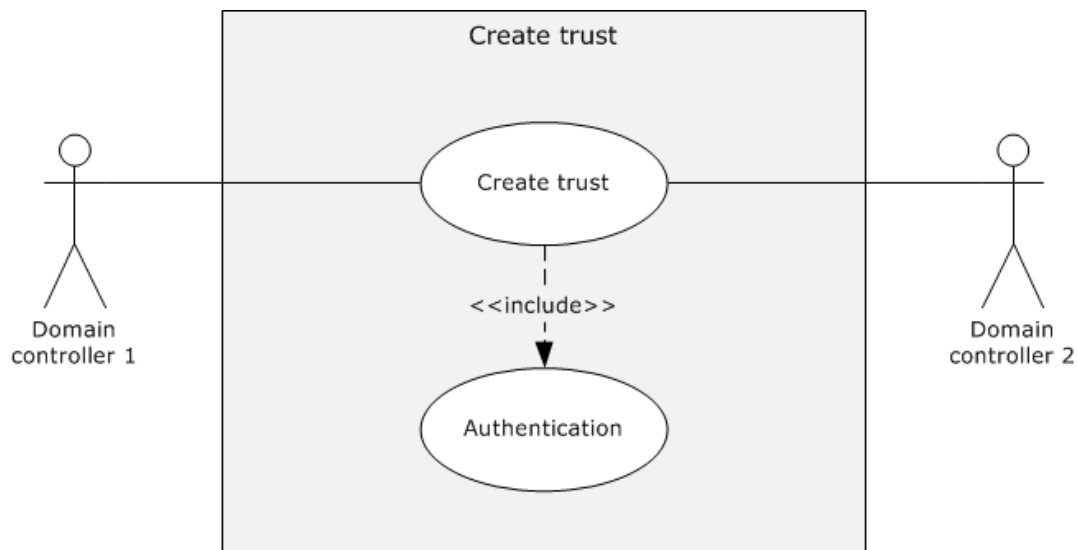 Create trust
Create trust
<<include>>
Domain
controller 1
Domain
controller 2
Authentication